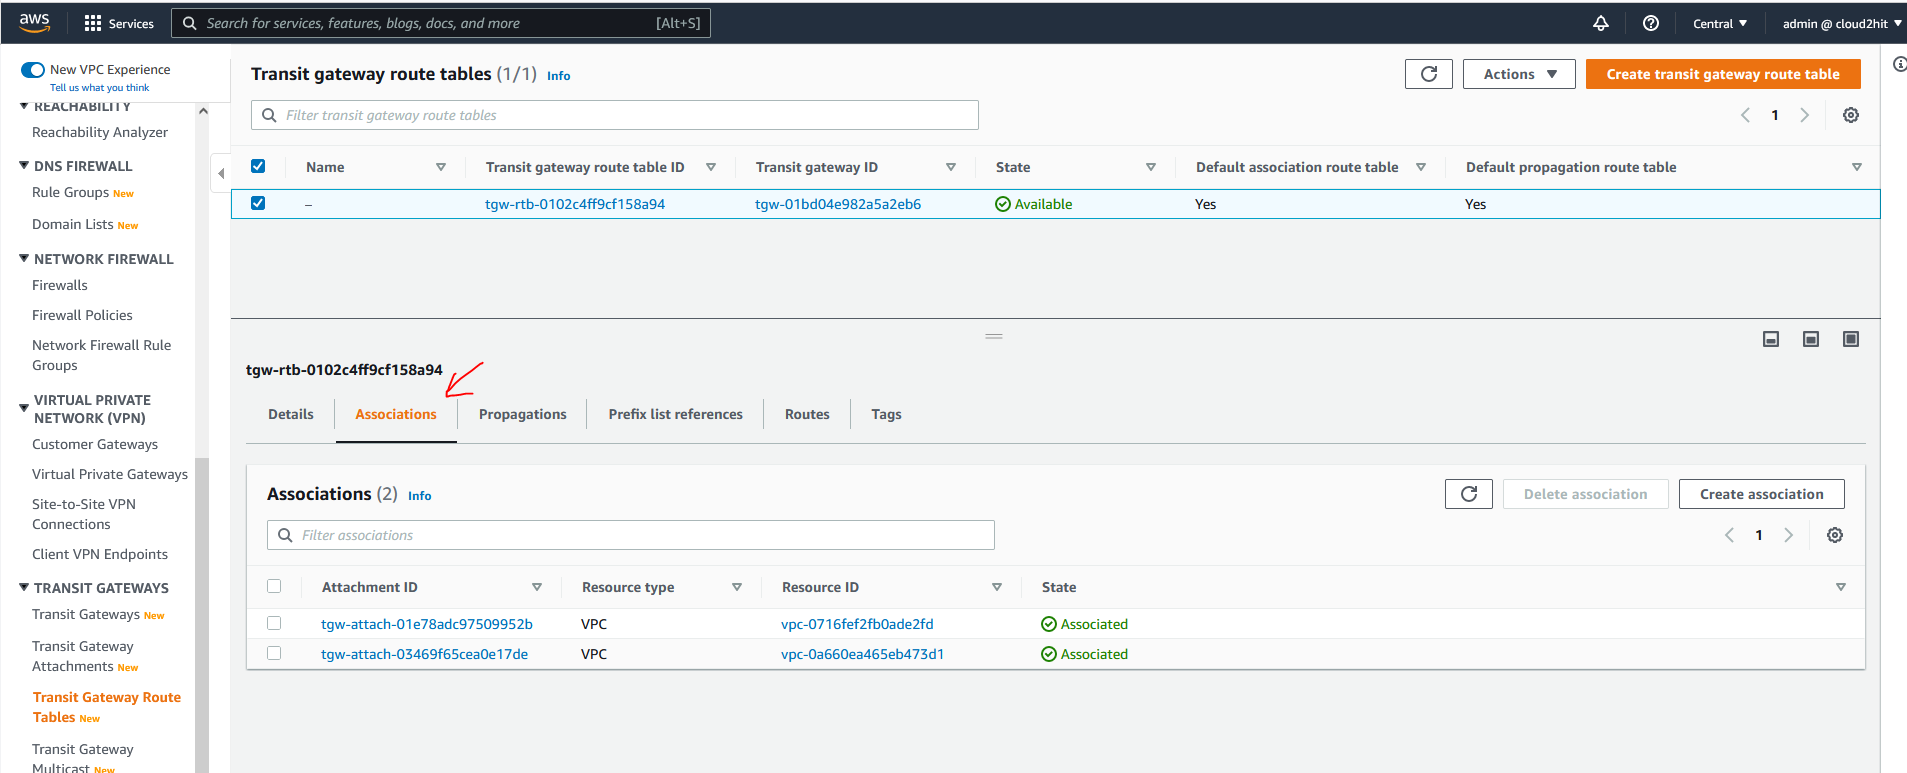 aws
Services
Search for services, features, blogs, docs, and more
[Alt+S]
Central ▼
admin @ cloud2hit ▼
New VPC Experience
Tell us what you think
REACHABILITY
Reachability Analyzer
DNS FIREWALL
Rule Groups New
Domain Lists New
NETWORK FIREWALL
Firewalls
Firewall Policies
Network Firewall Rule
Groups
VIRTUAL PRIVATE
NETWORK (VPN)
Customer Gateways
Virtual Private Gateways
Site-to-Site VPN
Connections
Client VPN Endpoints
TRANSIT GATEWAYS
Transit Gateways New
Transit Gateway
Attachments New
Transit Gateway Route
Tables New
Transit Gateway
Multicast New
Transit gateway route tables (1/1) Info
Actions ▼
Create transit gateway route table
Filter transit gateway route tables
1
Name
Transit gateway route table ID
Transit gateway ID
State
Default association route table
Default propagation route table
–
tgw-rtb-0102c4ff9cf158a94
tgw-01bd04e982a5a2eb6
Available
Yes
Yes
tgw-rtb-0102c4ff9cf158a94
Details
Associations
Propagations
Prefix list references
Routes
Tags
Associations (2) Info
Delete association
Create association
Filter associations
1
Attachment ID
Resource type
Resource ID
State
tgw-attach-01e78adc97509952b
VPC
vpc-0716fef2fb0ade2fd
Associated
tgw-attach-03469f65cea0e17de
VPC
vpc-0a660ea465eb473d1
Associated